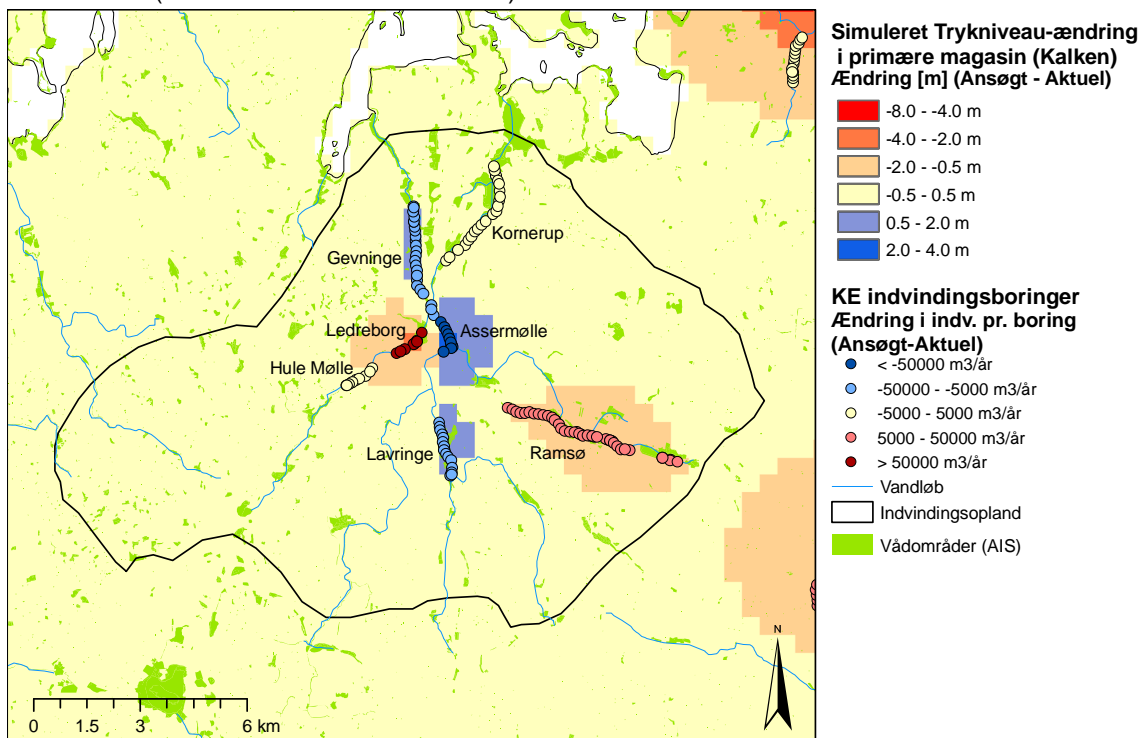 Simuleret Trykniveau-ændring
i primære magasin (Kalken)
Ændring [m] (Ansøgt - Aktuel)
-8.0 - -4.0 m
-4.0 - -2.0 m
-2.0 - -0.5 m
-0.5 - 0.5 m
0.5 - 2.0 m
2.0 - 4.0 m
KE indvindingsboringer
Ændring i indv. pr. boring
(Ansøgt-Aktuel)
< -50000 m3/år
-50000 - -5000 m3/år
-5000 - 5000 m3/år
5000 - 50000 m3/år
> 50000 m3/år
Vandløb
Indvindingsopland
Vådområder (AIS)
Kornerup
Gevninge
Ledreborg
Assermølle
Hule Mølle
Lavringe
Ramsø
N
0 1.5 3 6 km